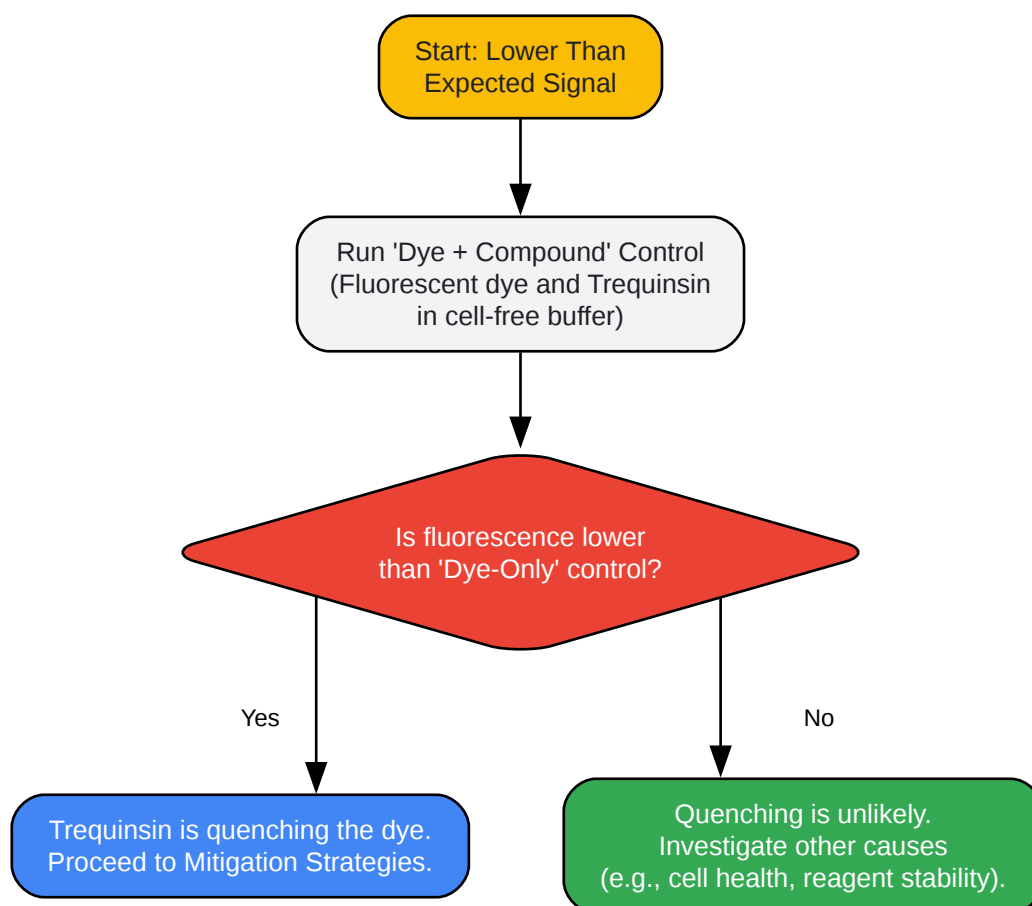 Start: Lower Than
Expected Signal
Run 'Dye + Compound' Control
(Fluorescent dye and Trequinsin
in cell-free buffer)
Is fluorescence lower
than 'Dye-Only' control?
Yes
No
Trequinsin is quenching the dye.
Proceed to Mitigation Strategies.
Quenching is unlikely.
Investigate other causes
(e.g., cell health, reagent stability).